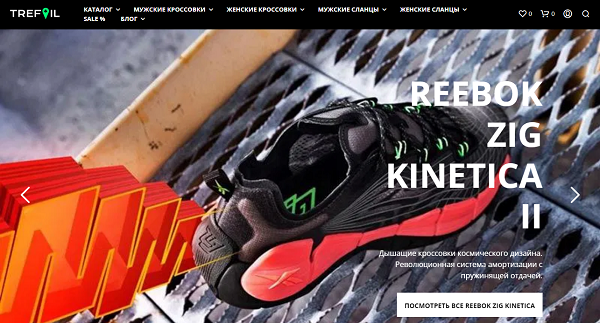 TREFOIL
КАТАЛОГ МУЖСКИЕ КРОССОВКИ ЖЕНСКИЕ КРОССОВКИ МУЖСКИЕ СЛАНЦЫ ЖЕНСКИЕ СЛАНЦЫ
SALE % БЛОГ
0 0
REEBOK
ZIG
KINETICA
II
Дышащие кроссовки космического дизайна.
Революционная система амортизации с
пружинящей отдачей.
ПОСМОТРЕТЬ ВСЕ REEBOK ZIG KINETICA